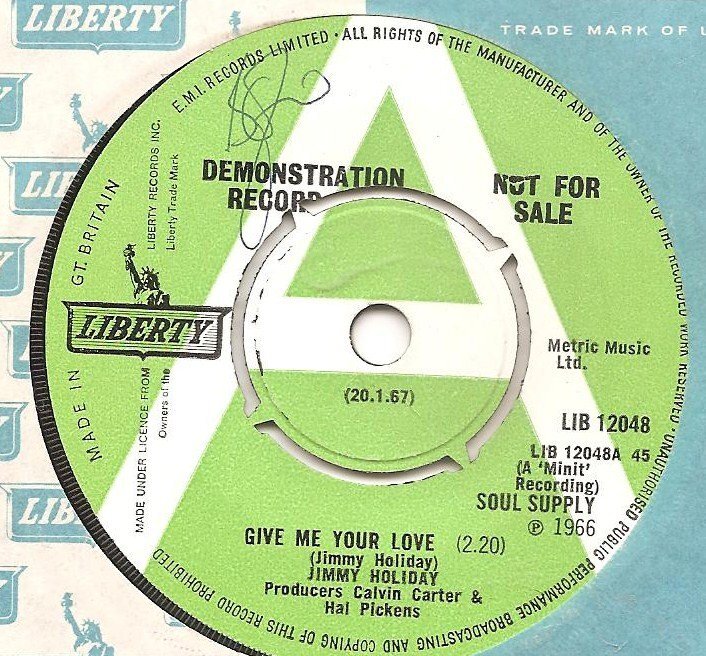 LIBERTY
TRADE MARK OF
E.M.I. RECORDS LIMITED · ALL RIGHTS OF THE MANUFACTURER AND OF THE OWNER OF THE RECORDED WORK RESERVED · UNAUTHORISED PUBLIC PERFORMANCE BROADCASTING AND COPYING OF THIS RECORD PROHIBITED
DEMONSTRATION
RECORD
NOT FOR
SALE
MADE IN GT. BRITAIN
LIBERTY RECORDS INC.
Liberty Trade Mark
LIBERTY
MADE UNDER LICENCE FROM
Owners of the
Metric Music
Ltd.
(20.1.67)
LIB 12048
LIB 12048A 45
(A 'Minit'
Recording)
SOUL SUPPLY
℗ 1966
GIVE ME YOUR LOVE (2.20)
(Jimmy Holiday)
JIMMY HOLIDAY
Producers Calvin Carter &
Hal Pickens
LIB
LIB